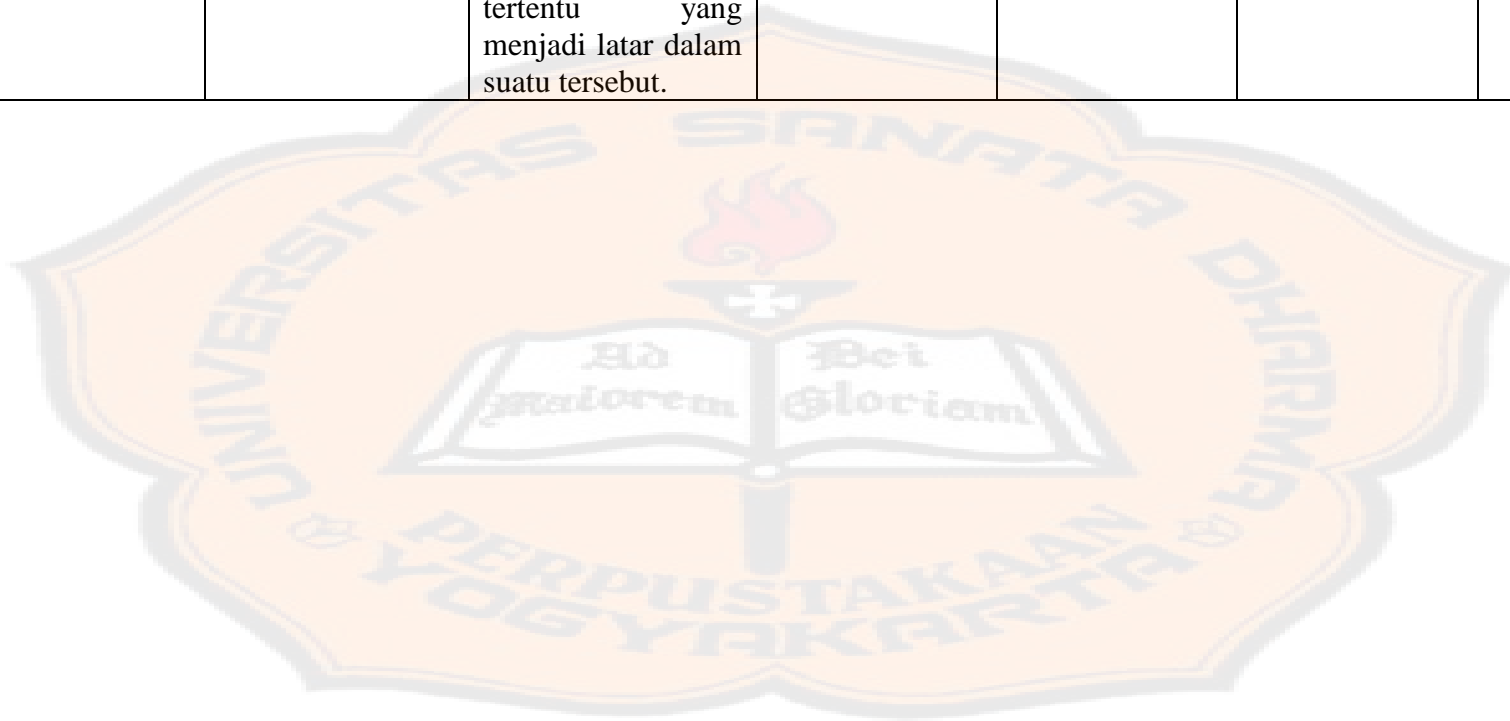 tertentu yang
menjadi latar dalam
suatu tersebut.
UNIVERSITAS SANATA DHARMA
Ad Dei
maiorem Gloriam
PERPUSTAKAAN
YOGYAKARTA